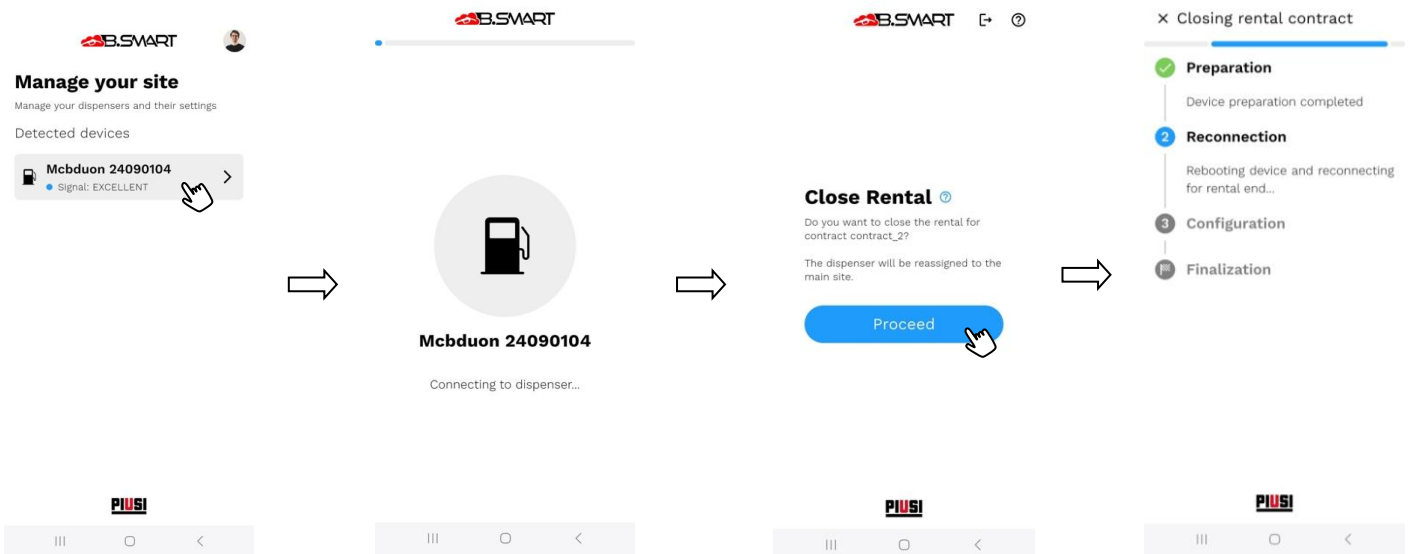 B.SMART
Manage your site
Manage your dispensers and their settings
Detected devices
Mcbduon 24090104
Signal: EXCELLENT
PIUSI
B.SMART
Mcbduon 24090104
Connecting to dispenser...
B.SMART
Close Rental
Do you want to close the rental for
contract contract_2?
The dispenser will be reassigned to the
main site.
Proceed
PIUSI
× Closing rental contract
Preparation
Device preparation completed
2 Reconnection
Rebooting device and reconnecting
for rental end...
3 Configuration
Finalization
PIUSI